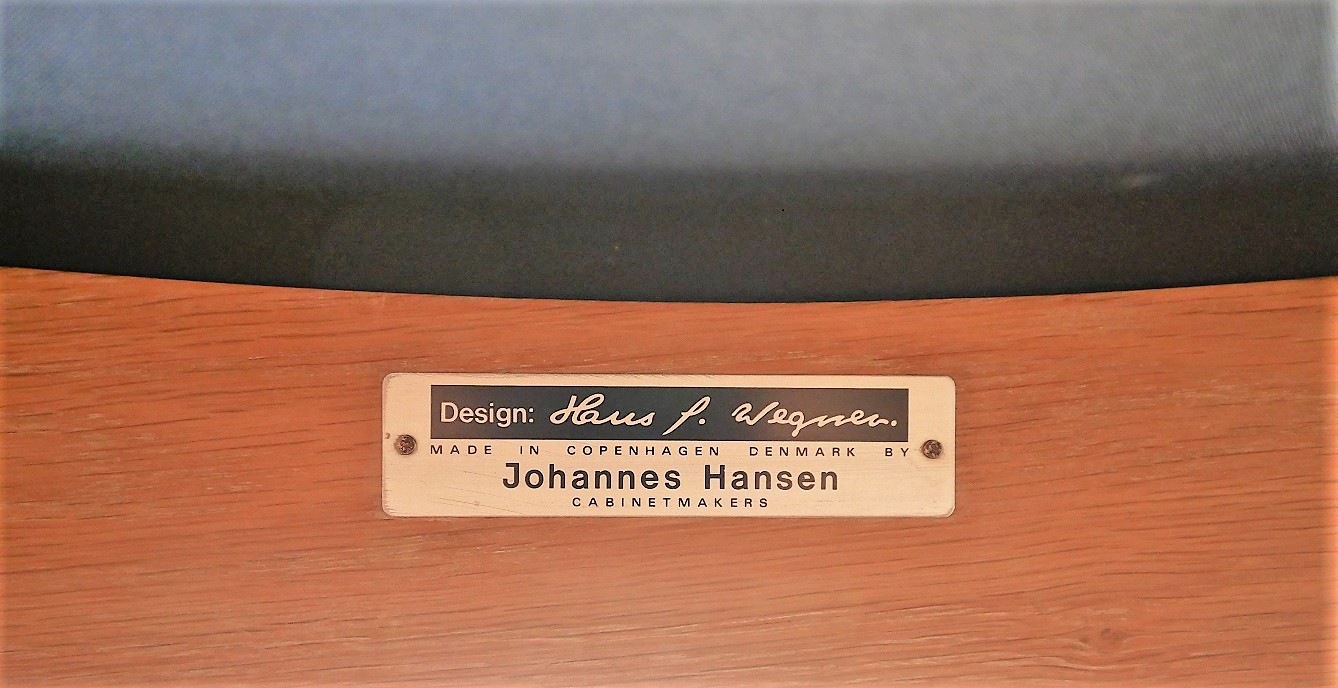 Design: Hans J. Wegner.
MADE IN COPENHAGEN DENMARK BY
Johannes Hansen
CABINETMAKERS